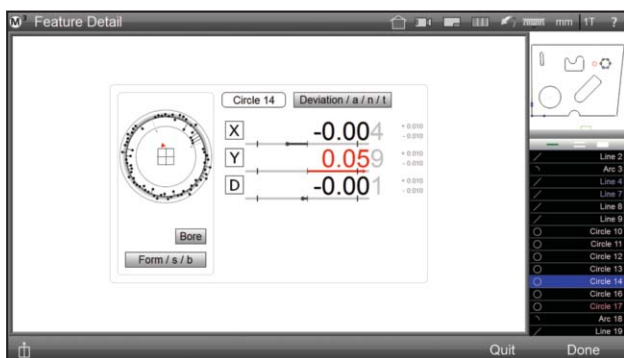 M3 Feature Detail
mm 1T ?
Circle 14
Deviation / a / n / t
X -0.004 + 0.010 - 0.010
Y 0.059 + 0.010 - 0.010
D -0.001 + 0.010 - 0.010
Bore
Form / s / b
Line 2
Arc 3
Line 4
Line 7
Line 8
Line 9
Circle 10
Circle 11
Circle 12
Circle 13
Circle 14
Circle 16
Circle 17
Arc 18
Line 19
Quit
Done